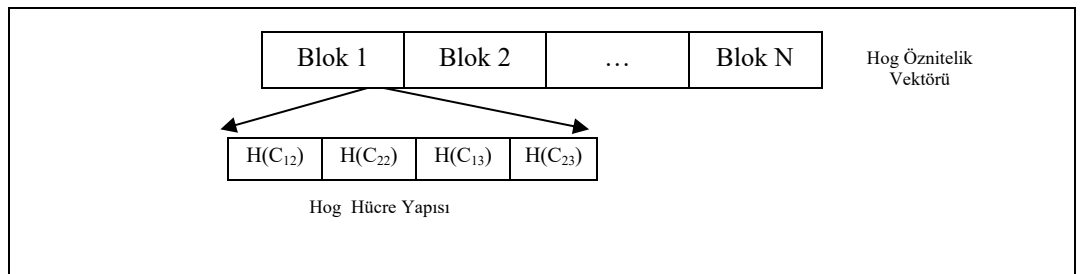 Blok 1 Blok 2 … Blok N
Hog Öznitelik
Vektörü
H(C₁₂) H(C₂₂) H(C₁₃) H(C₂₃)
Hog Hücre Yapısı